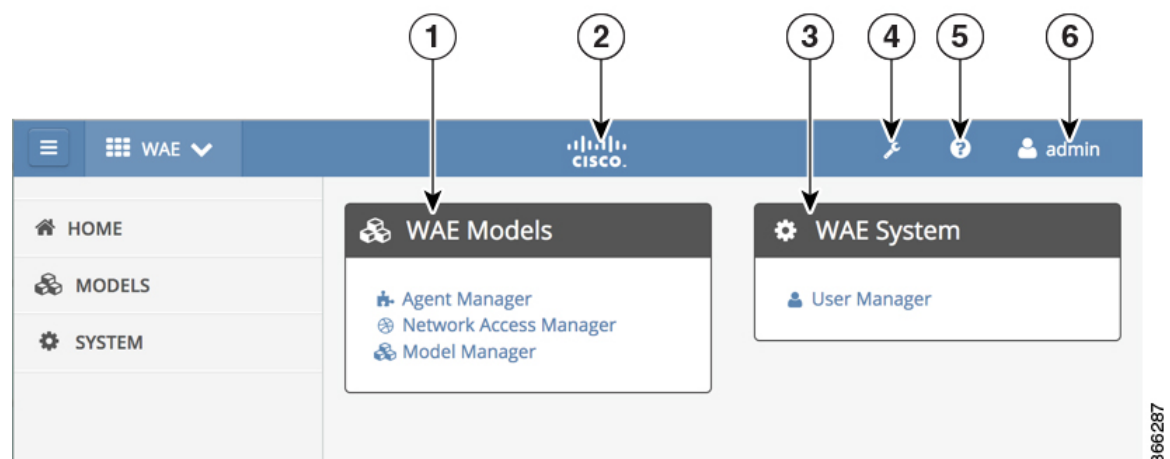 1 2 3 4 5 6
WAE
CISCO.
?
admin
HOME
MODELS
SYSTEM
WAE Models
Agent Manager
Network Access Manager
Model Manager
WAE System
User Manager
366287